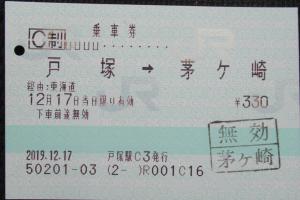 C制 乗車券
戸塚 → 茅ケ崎
経由:東海道
12月17日当日限り有効 ¥330
下車前途無効
無効
茅ケ崎
2019.12.17 戸塚駅C3発行
50201-03 (2- )R001C16